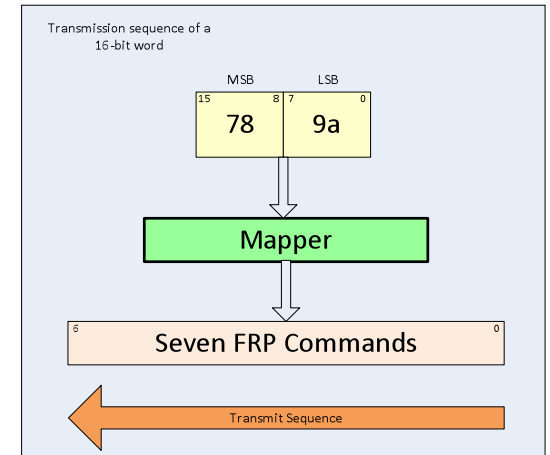 Transmission sequence of a
16-bit word
MSB LSB
15 8 7 0
78 9a
Mapper
6 0
Seven FRP Commands
Transmit Sequence